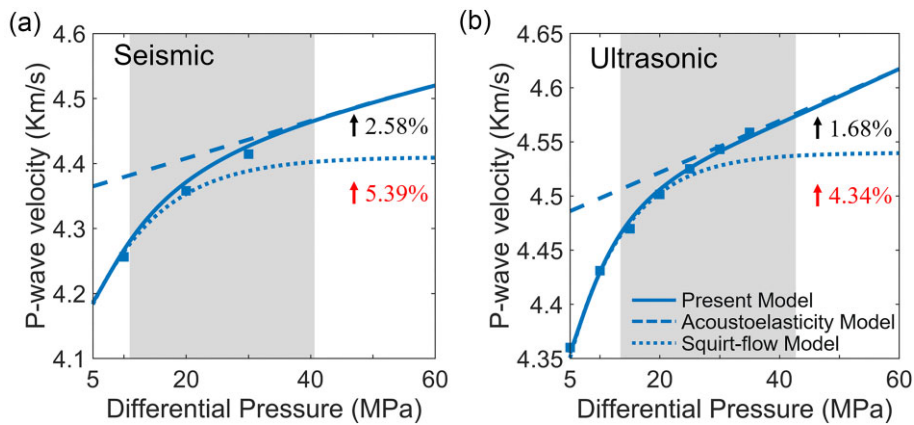 (a)
Seismic
P-wave velocity (Km/s)
4.6
4.5
4.4
4.3
4.2
4.1
2.58%
5.39%
5 20 40 60
Differential Pressure (MPa)
(b)
Ultrasonic
P-wave velocity (Km/s)
4.65
4.6
4.55
4.5
4.45
4.4
4.35
1.68%
4.34%
Present Model
Acoustoelasticity Model
Squirt-flow Model
5 20 40 60
Differential Pressure (MPa)